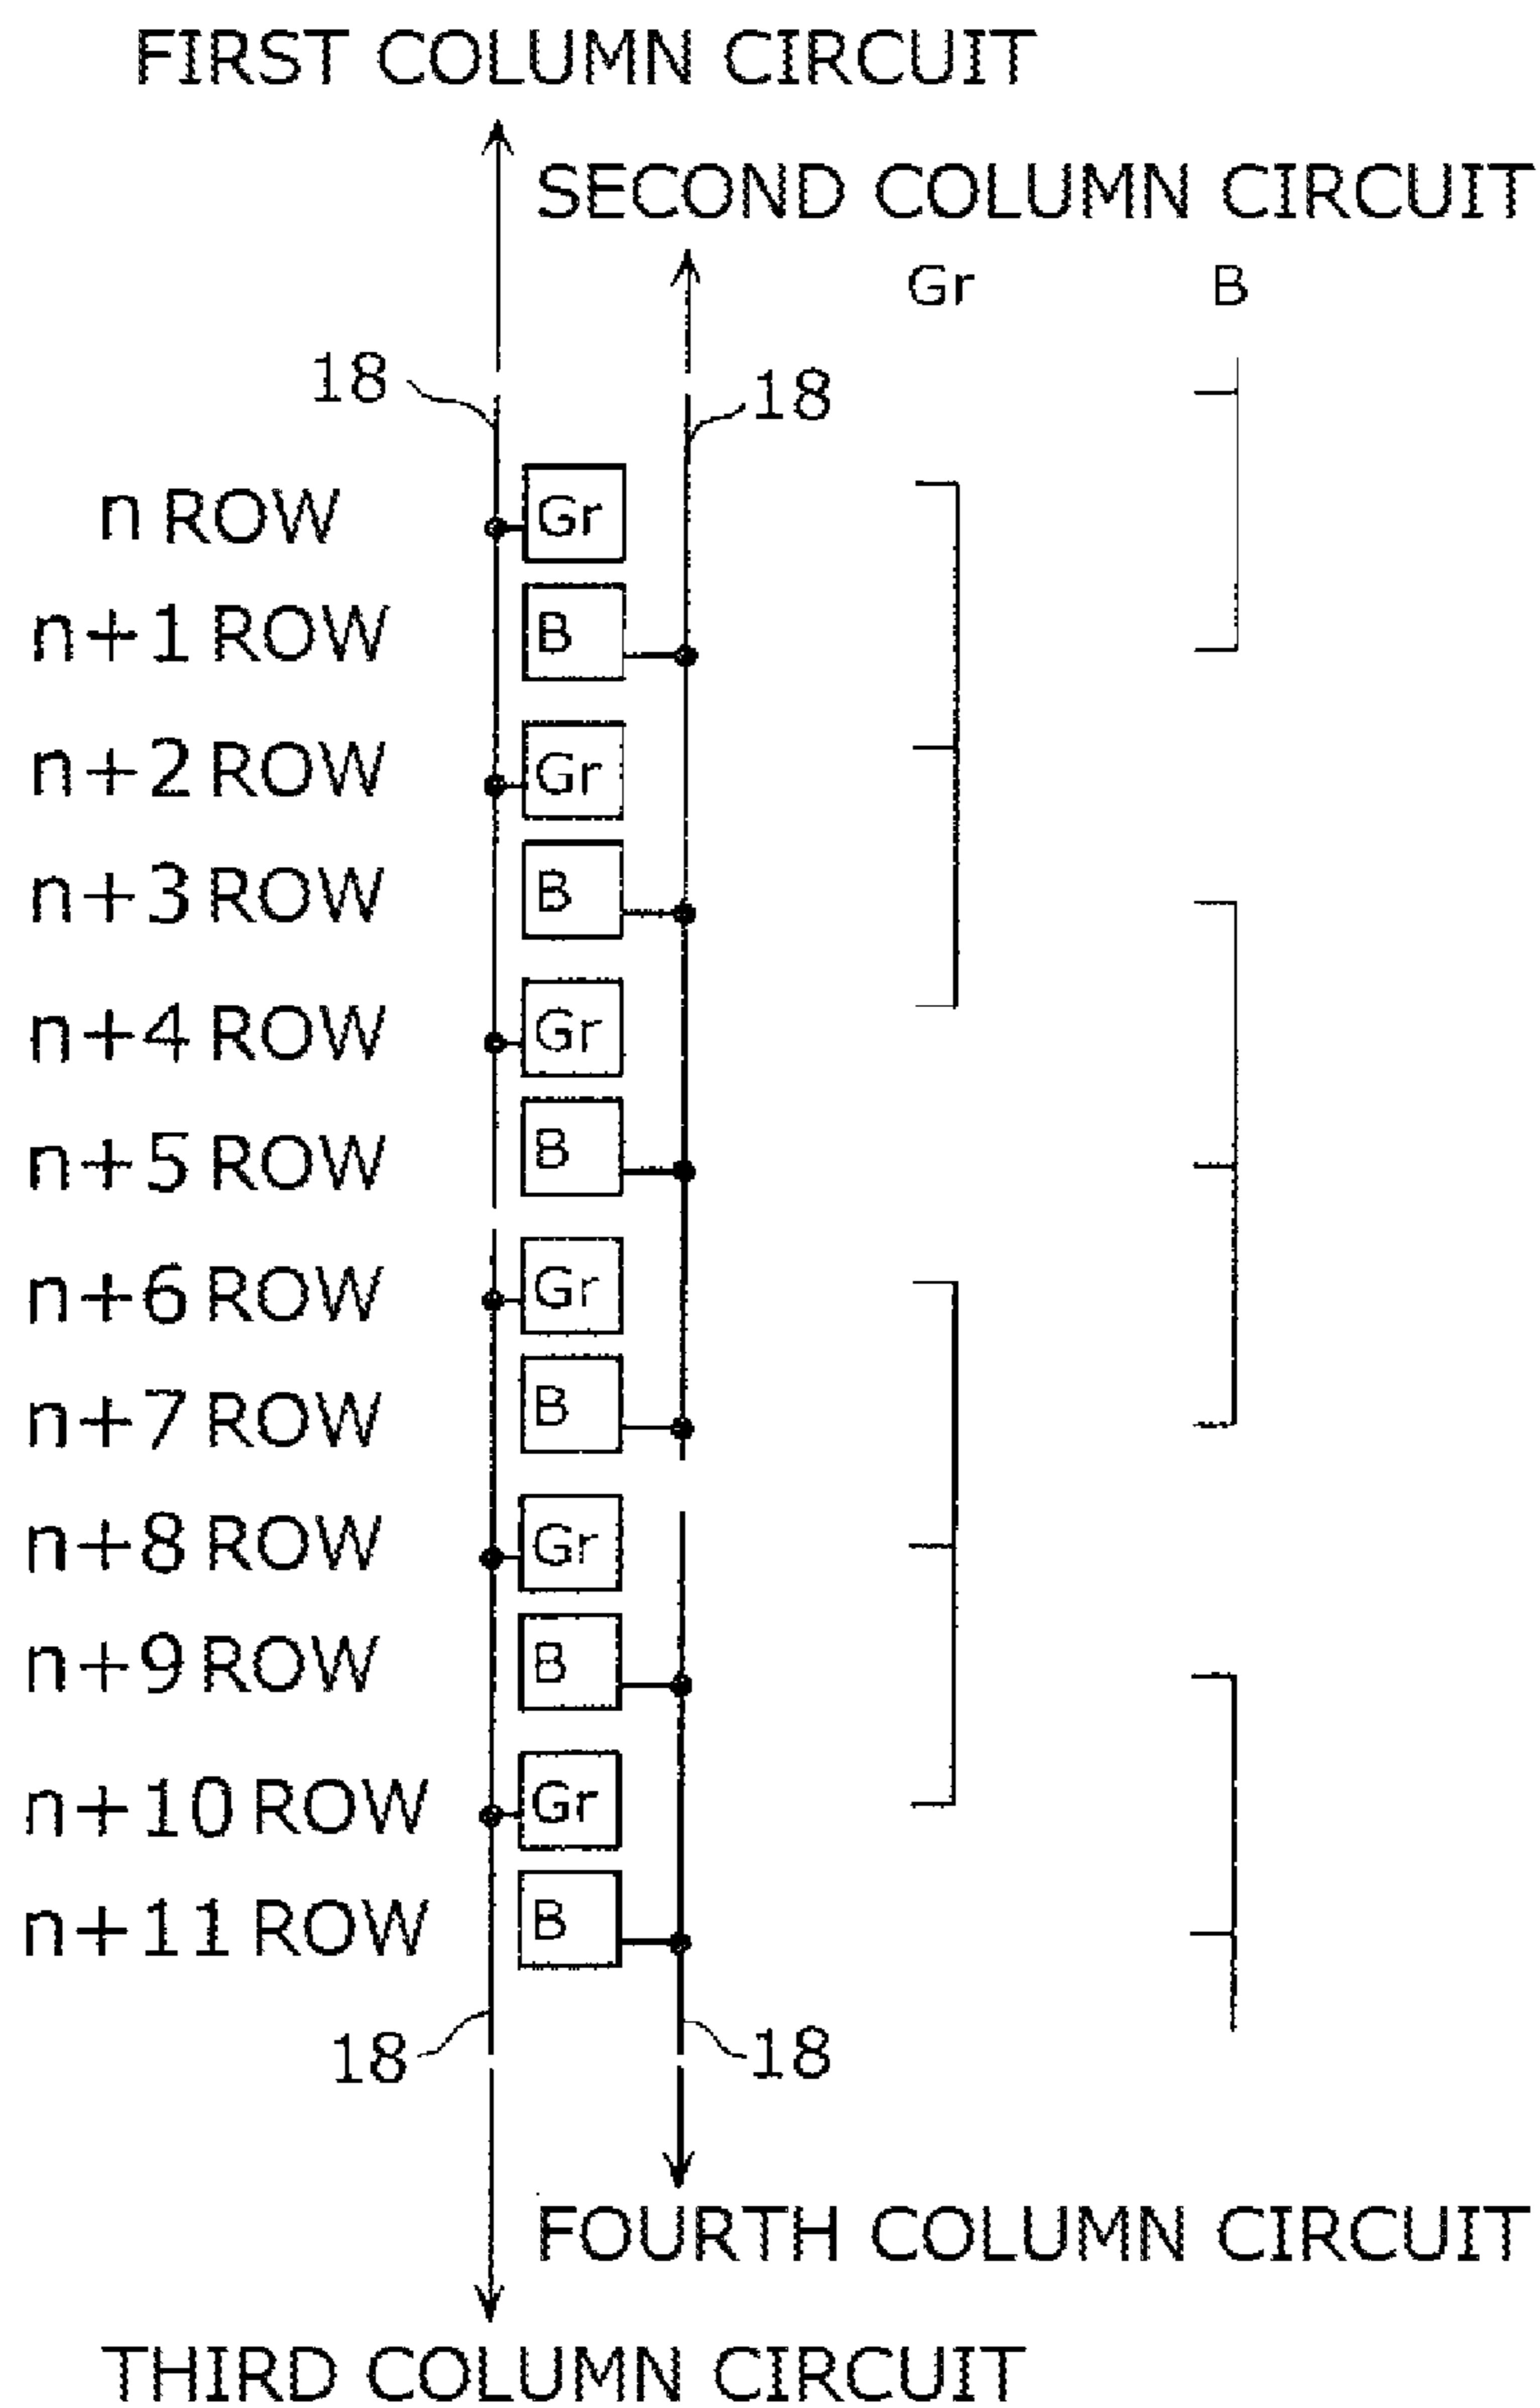 FIRST COLUMN CIRCUIT
SECOND COLUMN CIRCUIT
Gr B
18 18
n ROW Gr
n+1 ROW B
n+2 ROW Gr
n+3 ROW B
n+4 ROW Gr
n+5 ROW B
n+6 ROW Gr
n+7 ROW B
n+8 ROW Gr
n+9 ROW B
n+10 ROW Gr
n+11 ROW B
18 18
FOURTH COLUMN CIRCUIT
THIRD COLUMN CIRCUIT